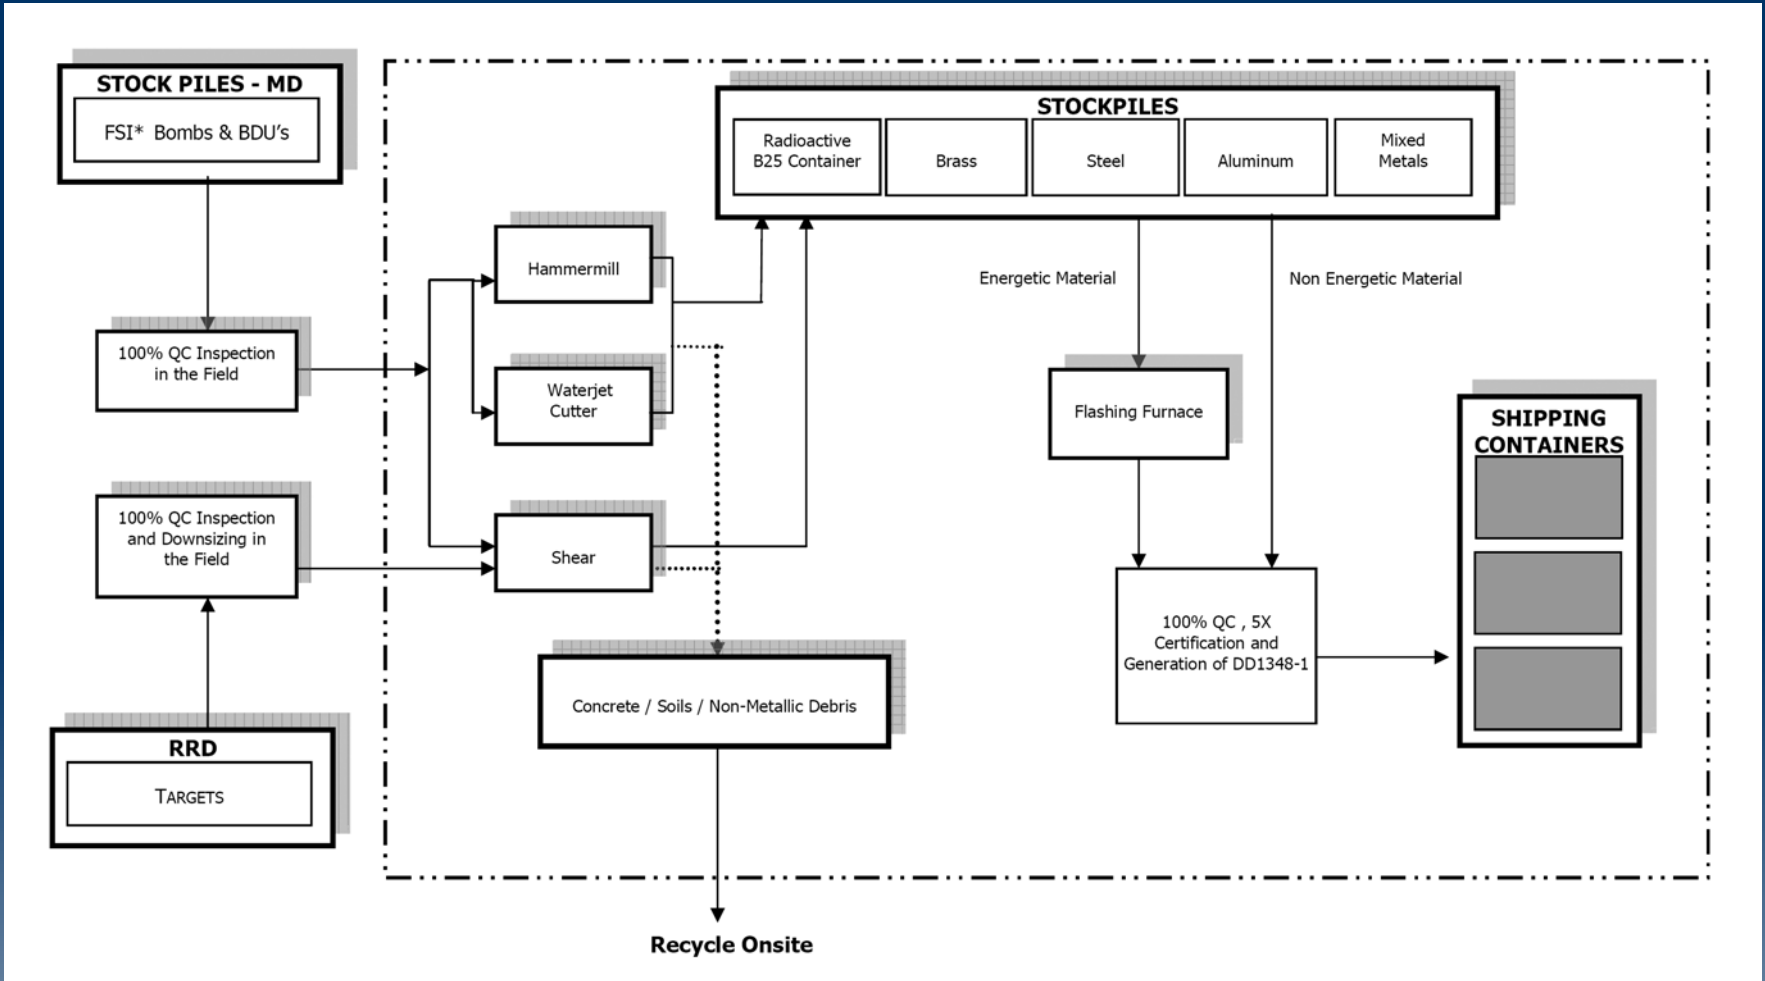 STOCK PILES - MD
FSI*  Bombs & BDU's
100% QC Inspection
in the Field
100% QC Inspection
and Downsizing in
the Field
RRD
TARGETS
Hammermill
Waterjet
Cutter
Shear
STOCKPILES
Radioactive
B25 Container
Brass
Steel
Aluminum
Mixed
Metals
Energetic Material
Non Energetic Material
Flashing Furnace
100% QC , 5X
Certification and
Generation of DD1348-1
SHIPPING
CONTAINERS
Concrete / Soils / Non-Metallic Debris
Recycle Onsite